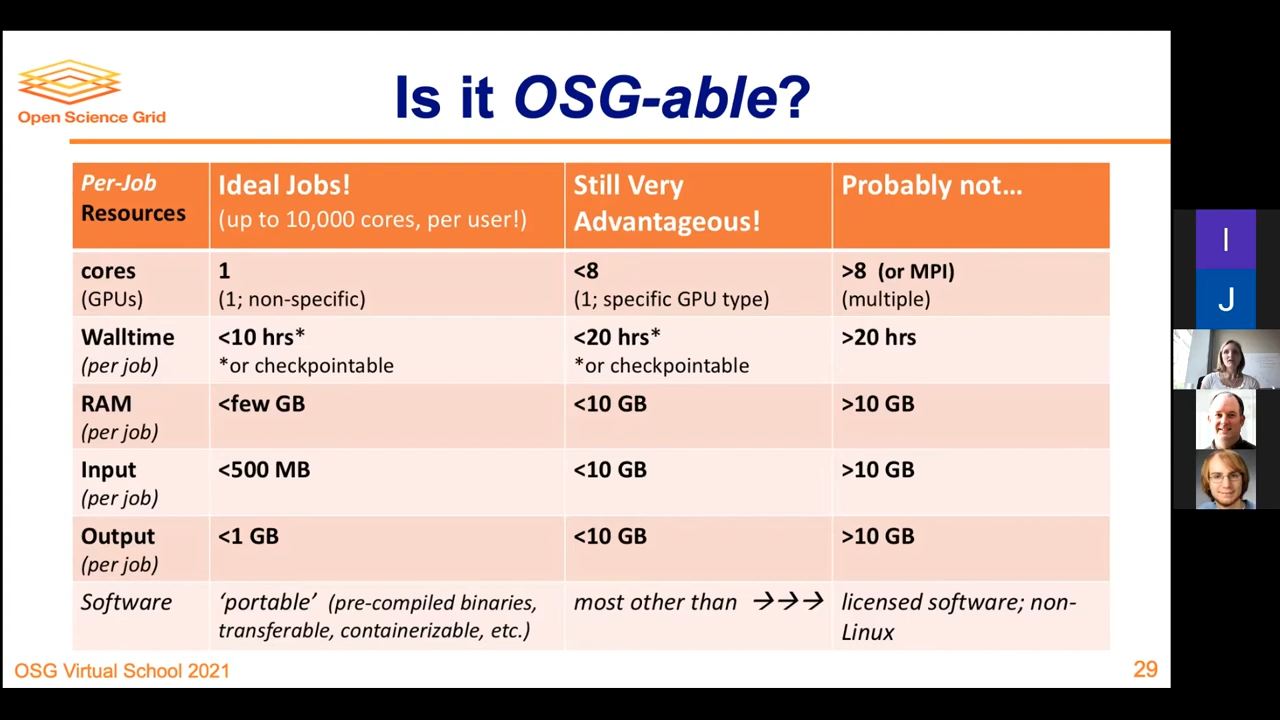 Open Science Grid
Is it OSG-able?
Per-Job
Resources
Ideal Jobs!
(up to 10,000 cores, per user!)
Still Very
Advantageous!
Probably not…
cores
(GPUs)
1
(1; non-specific)
<8
(1; specific GPU type)
>8 (or MPI)
(multiple)
Walltime
(per job)
<10 hrs*
*or checkpointable
<20 hrs*
*or checkpointable
>20 hrs
RAM
(per job)
<few GB
<10 GB
>10 GB
Input
(per job)
<500 MB
<10 GB
>10 GB
Output
(per job)
<1 GB
<10 GB
>10 GB
Software
‘portable’ (pre-compiled binaries,
transferable, containerizable, etc.)
most other than →→→
licensed software; non-
Linux
OSG Virtual School 2021
29
I
J